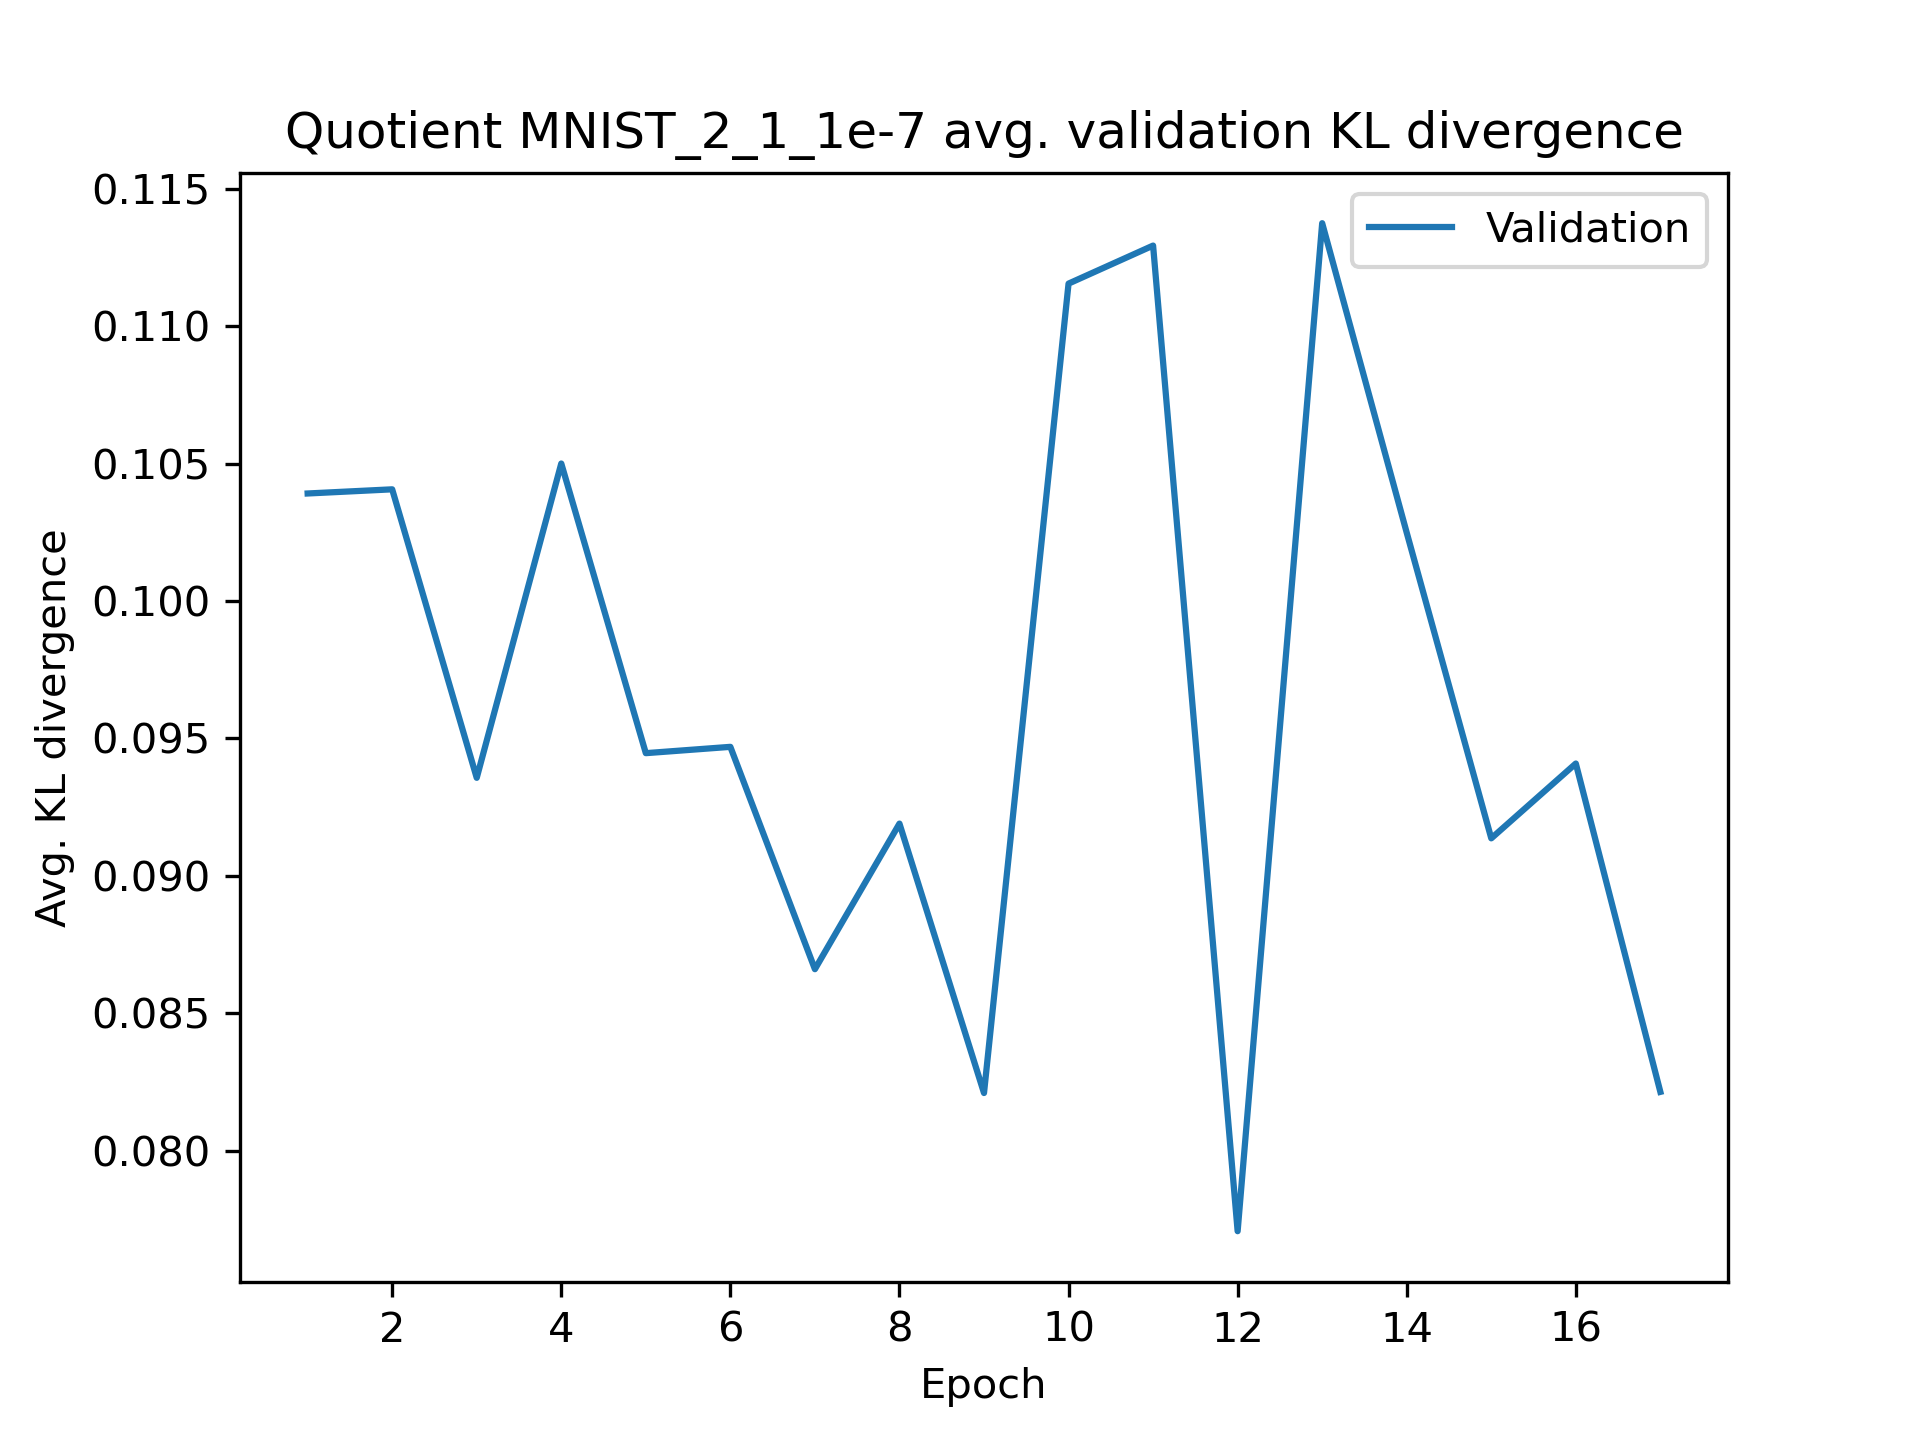 Quotient MNIST_2_1_1e-7 avg. validation KL divergence
Validation
0.115
0.110
0.105
0.100
0.095
0.090
0.085
0.080
Avg. KL divergence
2 4 6 8 10 12 14 16
Epoch